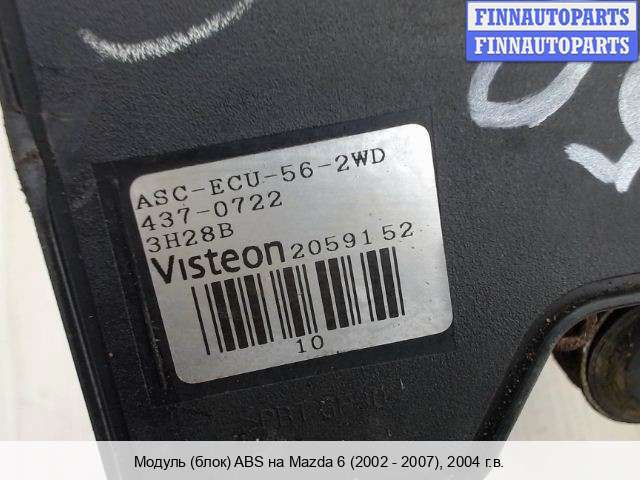 FINNAUTOPARTS
FINNAUTOPARTS
ASC-ECU-56-2WD
437-0722
3H28B
Visteon 2059152
10
Модуль (блок) ABS на Mazda 6 (2002 - 2007), 2004 г.в.